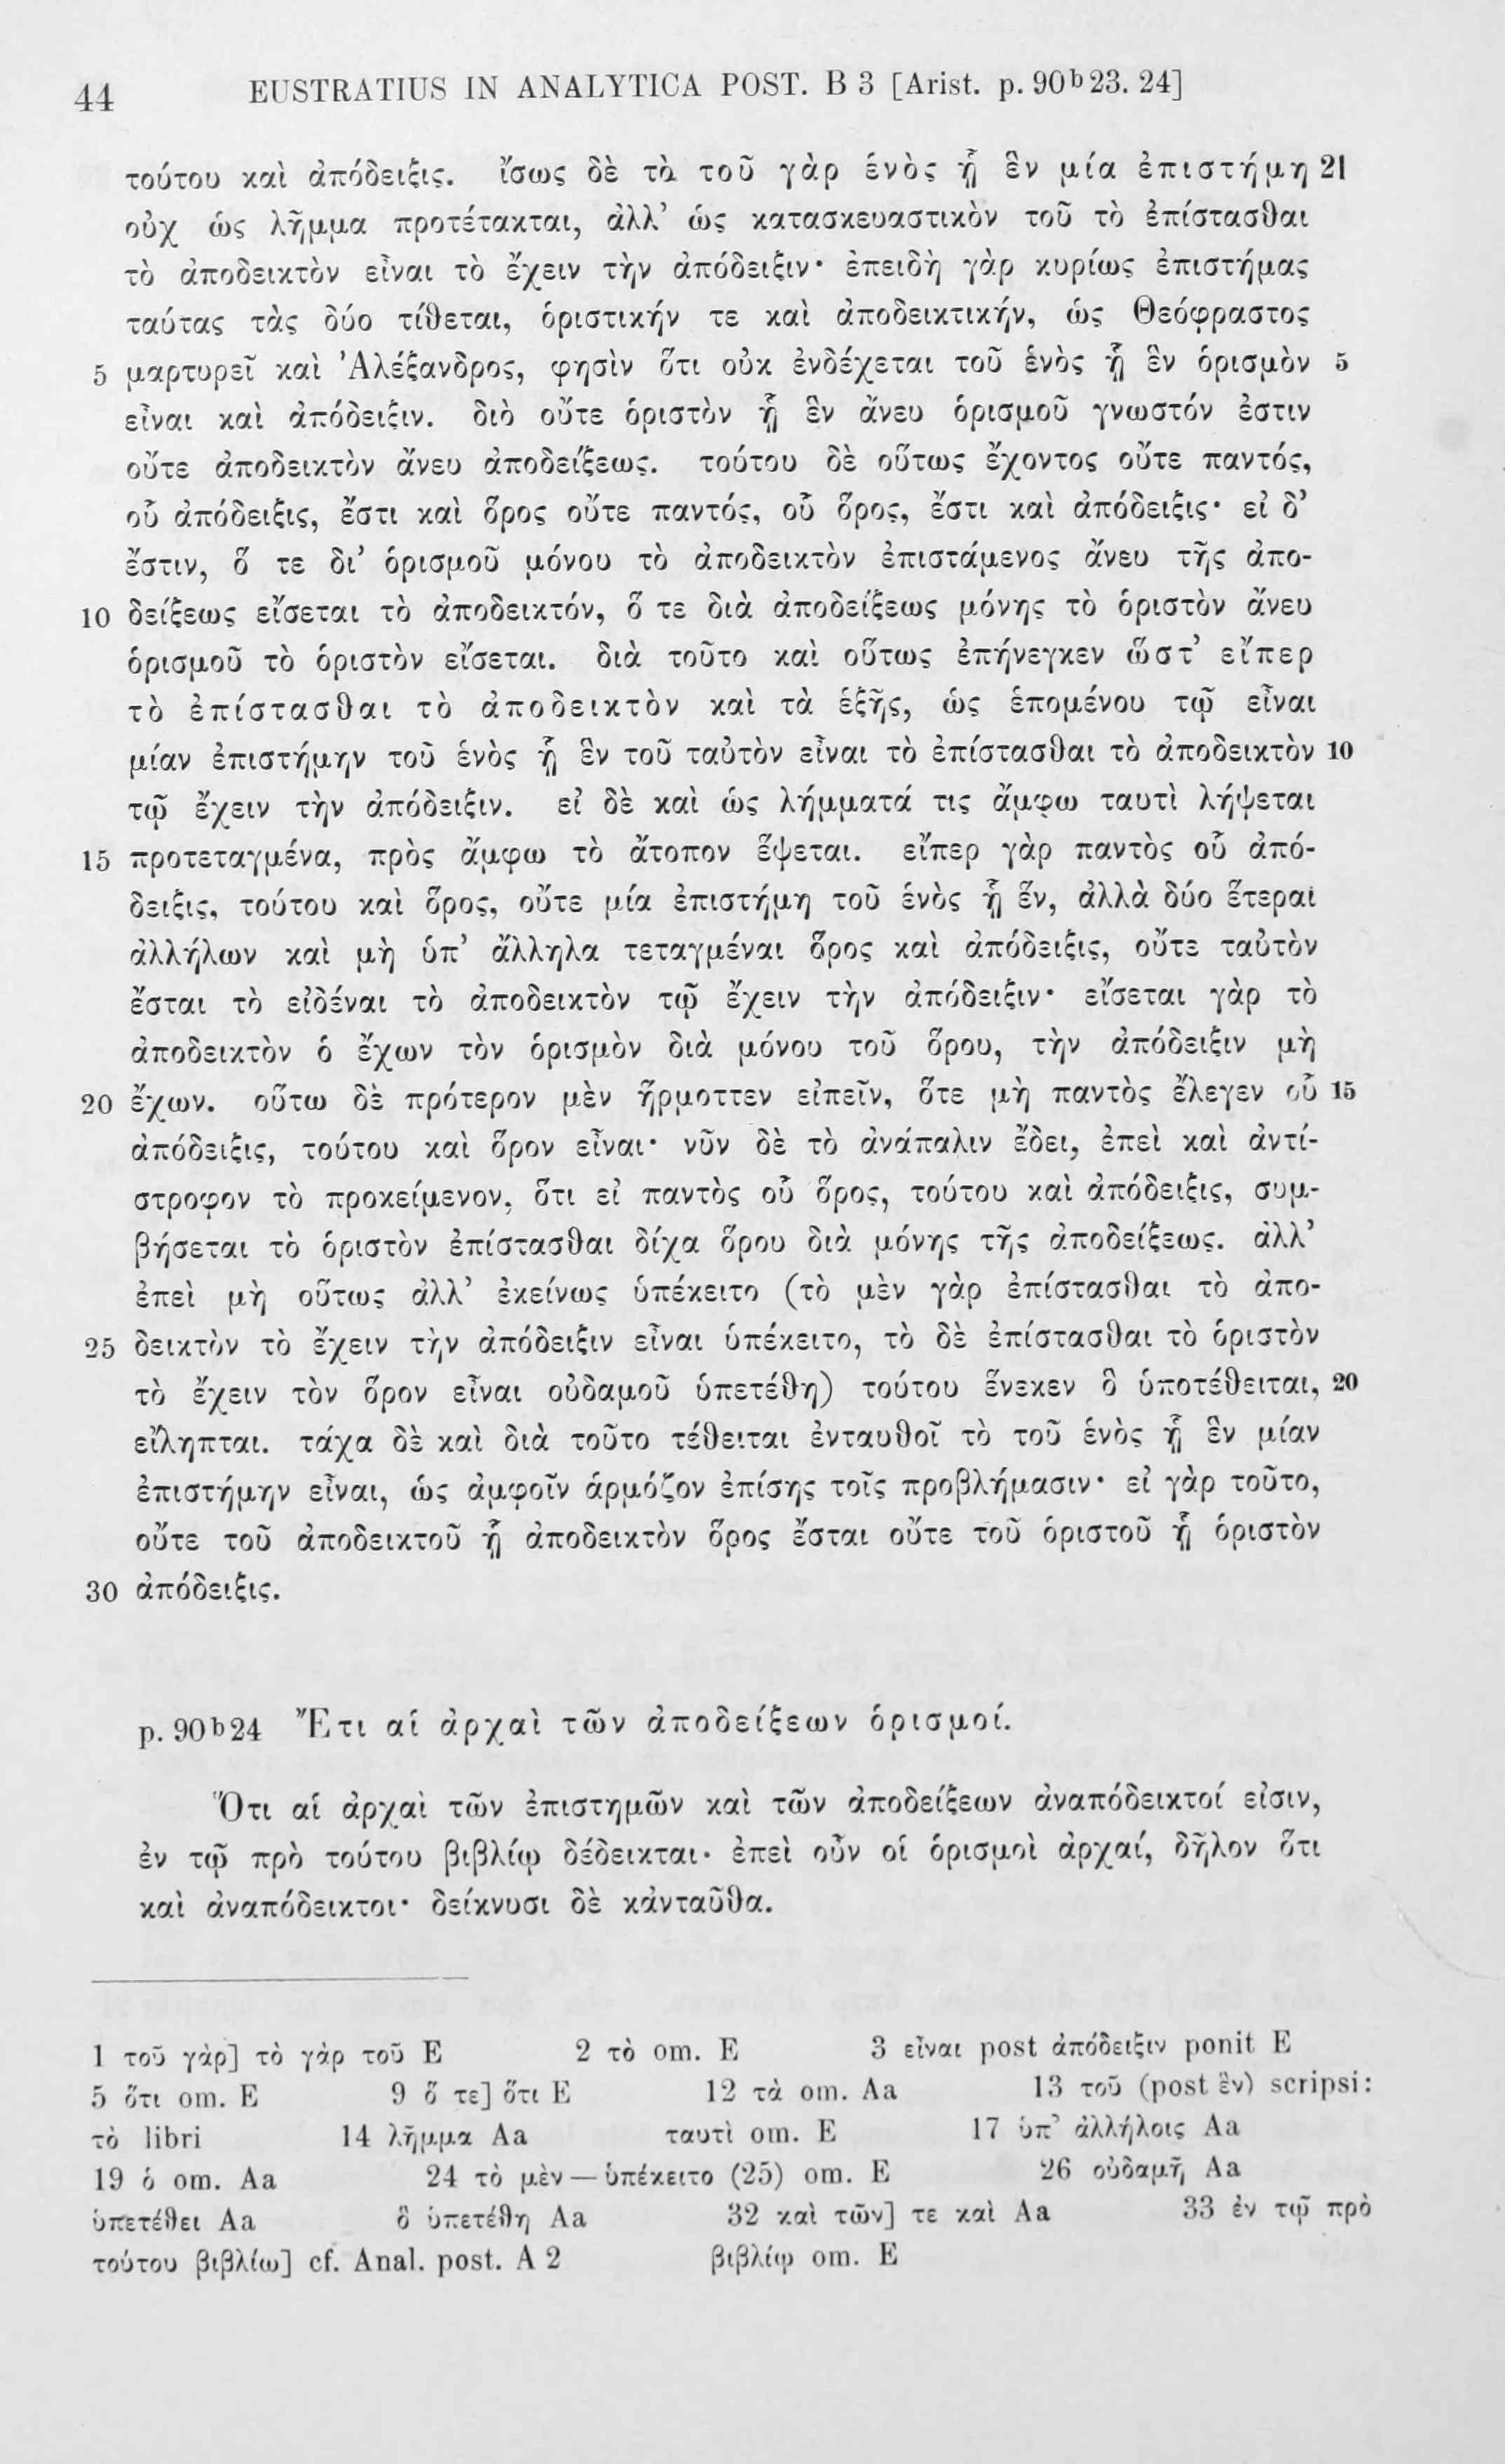 44 EUSTRATIUS IN ANALYTICA POST. B 3 [Arist. p. 90b23. 24]
τούτου καὶ ἀπόδειξις. ἴσως δὲ τὸ τοῦ γὰρ ἑνὸς ᾗ ἓν μία ἐπιστήμη 21
οὐχ ὡς λῆμμα προτέτακται, ἀλλ’ ὡς κατασκευαστικὸν τοῦ τὸ ἐπίστασθαι
τὸ ἀποδεικτὸν εἶναι τὸ ἔχειν τὴν ἀπόδειξιν· ἐπειδὴ γὰρ κυρίως ἐπιστήμας
ταύτας τὰς δύο τίθεται, ὁριστικήν τε καὶ ἀποδεικτικήν, ὡς Θεόφραστος
5 μαρτυρεῖ καὶ Ἀλέξανδρος, φησὶν ὅτι οὐκ ἐνδέχεται τοῦ ἑνὸς ᾗ ἓν ὁρισμὸν 5
εἶναι καὶ ἀπόδειξιν. διὸ οὔτε ὁριστὸν ᾗ ἓν ἄνευ ὁρισμοῦ γνωστόν ἐστιν
οὔτε ἀποδεικτὸν ἄνευ ἀποδείξεως. τούτου δὲ οὕτως ἔχοντος οὔτε παντός,
οὗ ἀπόδειξις, ἔστι καὶ ὅρος οὔτε παντός, οὗ ὅρος, ἔστι καὶ ἀπόδειξις· εἰ δ’
ἔστιν, ὅ τε δι’ ὁρισμοῦ μόνου τὸ ἀποδεικτὸν ἐπιστάμενος ἄνευ τῆς ἀπο-
10 δείξεως εἴσεται τὸ ἀποδεικτόν, ὅ τε διὰ ἀποδείξεως μόνης τὸ ὁριστὸν ἄνευ
ὁρισμοῦ τὸ ὁριστὸν εἴσεται. διὰ τοῦτο καὶ οὕτως ἐπήνεγκεν ὥστ’ εἴπερ
τὸ ἐπίστασθαι τὸ ἀποδεικτὸν καὶ τὰ ἑξῆς, ὡς ἑπομένου τῷ εἶναι
μίαν ἐπιστήμην τοῦ ἑνὸς ᾗ ἓν τοῦ ταὐτὸν εἶναι τὸ ἐπίστασθαι τὸ ἀποδεικτὸν 10
τῷ ἔχειν τὴν ἀπόδειξιν. εἰ δὲ καὶ ὡς λήμματά τις ἄμφω ταυτὶ λήψεται
15 προτεταγμένα, πρὸς ἄμφω τὸ ἄτοπον ἕψεται. εἴπερ γὰρ παντὸς οὗ ἀπό-
δειξις, τούτου καὶ ὅρος, οὔτε μία ἐπιστήμη τοῦ ἑνὸς ᾗ ἕν, ἀλλὰ δύο ἕτεραι
ἀλλήλων καὶ μὴ ὑπ’ ἄλληλα τεταγμέναι ὅρος καὶ ἀπόδειξις, οὔτε ταὐτὸν
ἔσται τὸ εἰδέναι τὸ ἀποδεικτὸν τῷ ἔχειν τὴν ἀπόδειξιν· εἴσεται γὰρ τὸ
ἀποδεικτὸν ὁ ἔχων τὸν ὁρισμὸν διὰ μόνου τοῦ ὅρου, τὴν ἀπόδειξιν μὴ
20 ἔχων. οὕτω δὲ πρότερον μὲν ἥρμοττεν εἰπεῖν, ὅτε μὴ παντὸς ἔλεγεν οὗ 15
ἀπόδειξις, τούτου καὶ ὅρον εἶναι· νῦν δὲ τὸ ἀνάπαλιν ἔδει, ἐπεὶ καὶ ἀντί-
στροφον τὸ προκείμενον, ὅτι εἰ παντὸς οὗ ὅρος, τούτου καὶ ἀπόδειξις, συμ-
βήσεται τὸ ὁριστὸν ἐπίστασθαι δίχα ὅρου διὰ μόνης τῆς ἀποδείξεως. ἀλλ’
ἐπεὶ μὴ οὕτως ἀλλ’ ἐκείνως ὑπέκειτο (τὸ μὲν γὰρ ἐπίστασθαι τὸ ἀπο-
25 δεικτὸν τὸ ἔχειν τὴν ἀπόδειξιν εἶναι ὑπέκειτο, τὸ δὲ ἐπίστασθαι τὸ ὁριστὸν
τὸ ἔχειν τὸν ὅρον εἶναι οὐδαμοῦ ὑπετέθη) τούτου ἕνεκεν ὃ ὑποτέθειται, 20
εἴληπται. τάχα δὲ καὶ διὰ τοῦτο τέθειται ἐνταυθοῖ τὸ τοῦ ἑνὸς ᾗ ἓν μίαν
ἐπιστήμην εἶναι, ὡς ἀμφοῖν ἁρμόζον ἐπίσης τοῖς προβλήμασιν· εἰ γὰρ τοῦτο,
οὔτε τοῦ ἀποδεικτοῦ ᾗ ἀποδεικτὸν ὅρος ἔσται οὔτε τοῦ ὁριστοῦ ᾗ ὁριστὸν
30 ἀπόδειξις.
p. 90b24 Ἔτι αἱ ἀρχαὶ τῶν ἀποδείξεων ὁρισμοί.
Ὅτι αἱ ἀρχαὶ τῶν ἐπιστημῶν καὶ τῶν ἀποδείξεων ἀναπόδεικτοί εἰσιν,
ἐν τῷ πρὸ τούτου βιβλίῳ δέδεικται· ἐπεὶ οὖν οἱ ὁρισμοὶ ἀρχαί, δῆλον ὅτι
καὶ ἀναπόδεικτοι· δείκνυσι δὲ κἀνταῦθα.
1 τοῦ γὰρ] τὸ γὰρ τοῦ E 2 τὸ om. E 3 εἶναι post ἀπόδειξιν ponit E
5 ὅτι om. E 9 ὅ τε] ὅτι E 12 τὰ om. Aa 13 τοῦ (post ἓν) scripsi:
τὸ libri 14 λῆμμα Aa ταυτὶ om. E 17 ὑπ’ ἀλλήλοις Aa
19 ὁ om. Aa 24 τὸ μὲν — ὑπέκειτο (25) om. E 26 οὐδαμῆ Aa
ὑπετέθει Aa ὃ ὑπετέθη Aa 32 καὶ τῶν] τε καὶ Aa 33 ἐν τῷ πρὸ
τούτου βιβλίω] cf. Anal. post. A 2 βιβλίῳ om. E